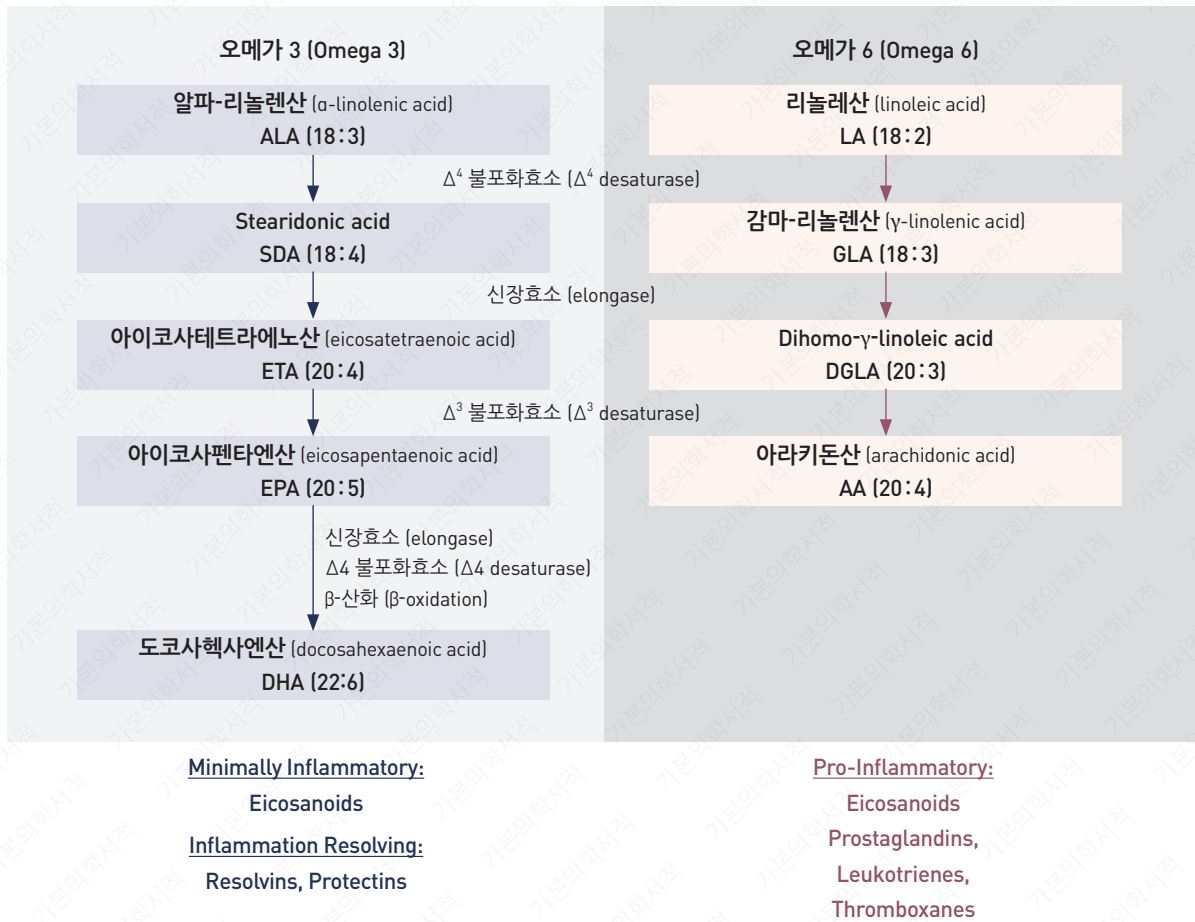 오메가 3 (Omega 3)
알파-리놀렌산 (α-linolenic acid)
ALA (18:3)
Stearidonic acid
SDA (18:4)
아이코사테트라에노산 (eicosatetraenoic acid)
ETA (20:4)
아이코사펜타엔산 (eicosapentaenoic acid)
EPA (20:5)
신장효소 (elongase)
Δ4 불포화효소 (Δ4 desaturase)
β-산화 (β-oxidation)
도코사헥사엔산 (docosahexaenoic acid)
DHA (22:6)
Δ⁴ 불포화효소 (Δ⁴ desaturase)
신장효소 (elongase)
Δ³ 불포화효소 (Δ³ desaturase)
오메가 6 (Omega 6)
리놀레산 (linoleic acid)
LA (18:2)
감마-리놀렌산 (γ-linolenic acid)
GLA (18:3)
Dihomo-γ-linoleic acid
DGLA (20:3)
아라키돈산 (arachidonic acid)
AA (20:4)
Minimally Inflammatory:
Eicosanoids
Inflammation Resolving:
Resolvins, Protectins
Pro-Inflammatory:
Eicosanoids
Prostaglandins,
Leukotrienes,
Thromboxanes
가본의학서적